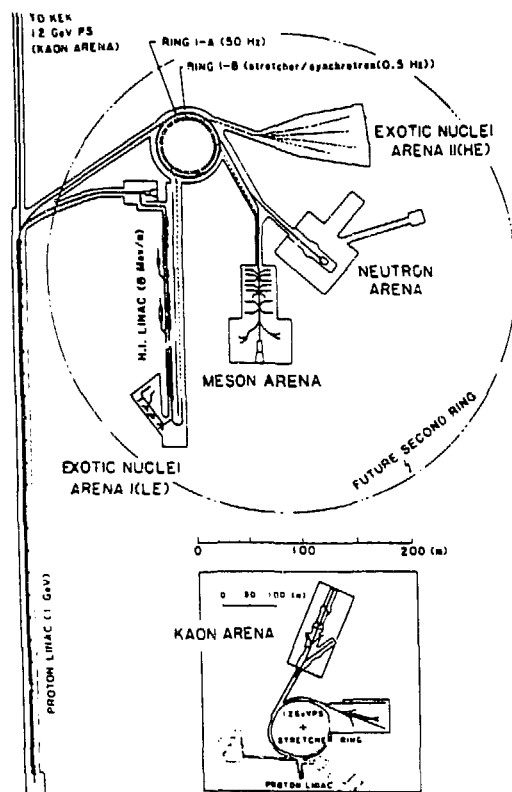 TO KEK
12 GeV PS
(KAON ARENA)
RING I-A (50 Hz)
RING I-B (stretcher/synchrotron(0.5 Hz))
EXOTIC NUCLEI
ARENA II(HE)
NEUTRON
ARENA
H.I. LINAC (8 Mev/n)
MESON ARENA
EXOTIC NUCLEI
ARENA I(LE)
FUTURE SECOND RING
0 100 200 (m)
PROTON LINAC (1 GeV)
0 50 100 (m)
KAON ARENA
12GeVPS
+
STRETCHE RING
PROTON LINAC